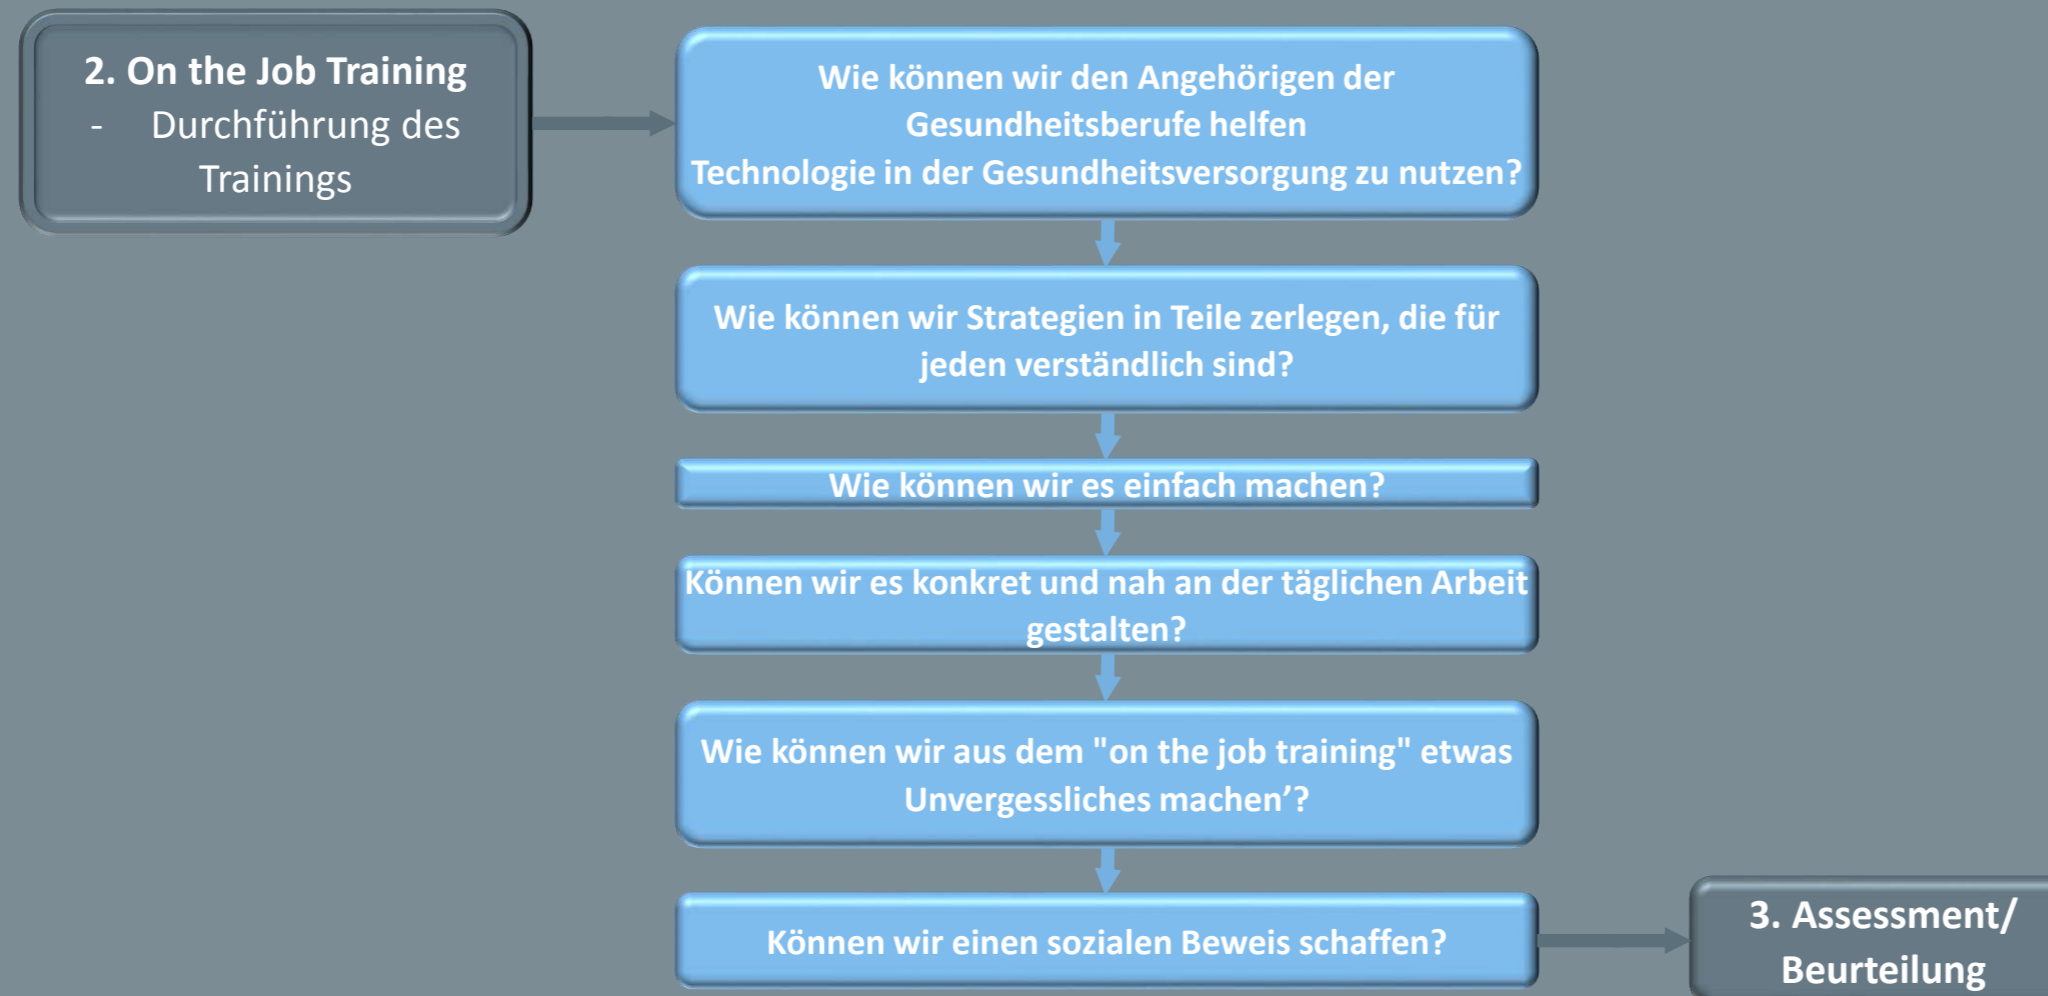 2. On the Job Training
- Durchführung des
Trainings
Wie können wir den Angehörigen der
Gesundheitsberufe helfen
Technologie in der Gesundheitsversorgung zu nutzen?
Wie können wir Strategien in Teile zerlegen, die für
jeden verständlich sind?
Wie können wir es einfach machen?
Können wir es konkret und nah an der täglichen Arbeit
gestalten?
Wie können wir aus dem "on the job training" etwas
Unvergessliches machen’?
Können wir einen sozialen Beweis schaffen?
3. Assessment/
Beurteilung